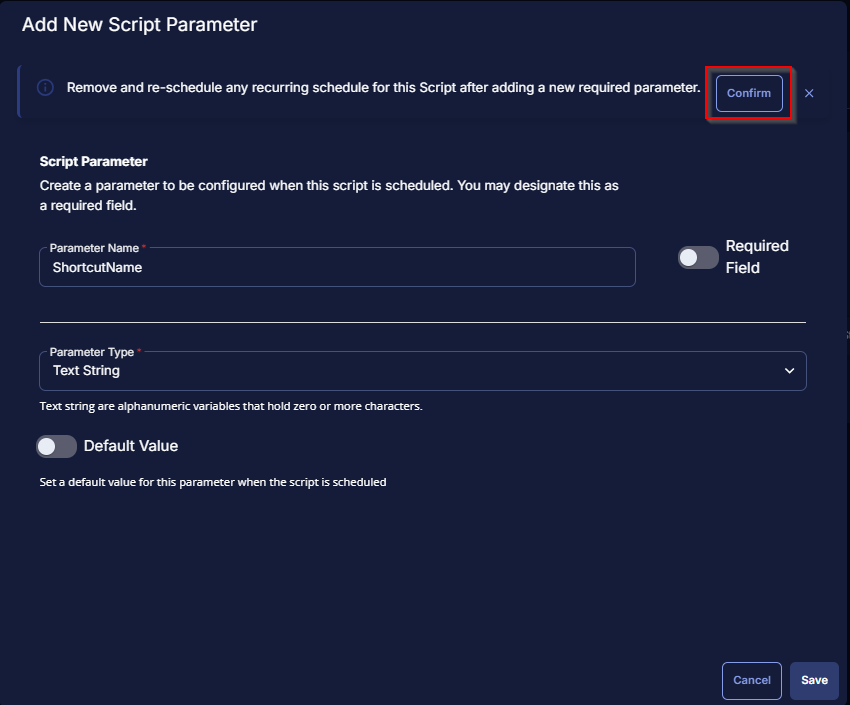 Add New Script Parameter
Remove and re-schedule any recurring schedule for this Script after adding a new required parameter.
Confirm
Script Parameter
Create a parameter to be configured when this script is scheduled. You may designate this as
a required field.
Parameter Name *
ShortcutName
Required
Field
Parameter Type *
Text String
Text string are alphanumeric variables that hold zero or more characters.
Default Value
Set a default value for this parameter when the script is scheduled
Cancel
Save